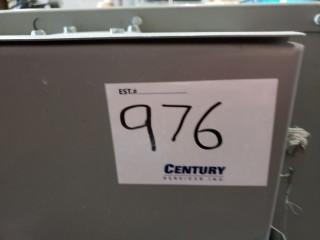 EST.#
976
CENTURY
SERVICES INC.